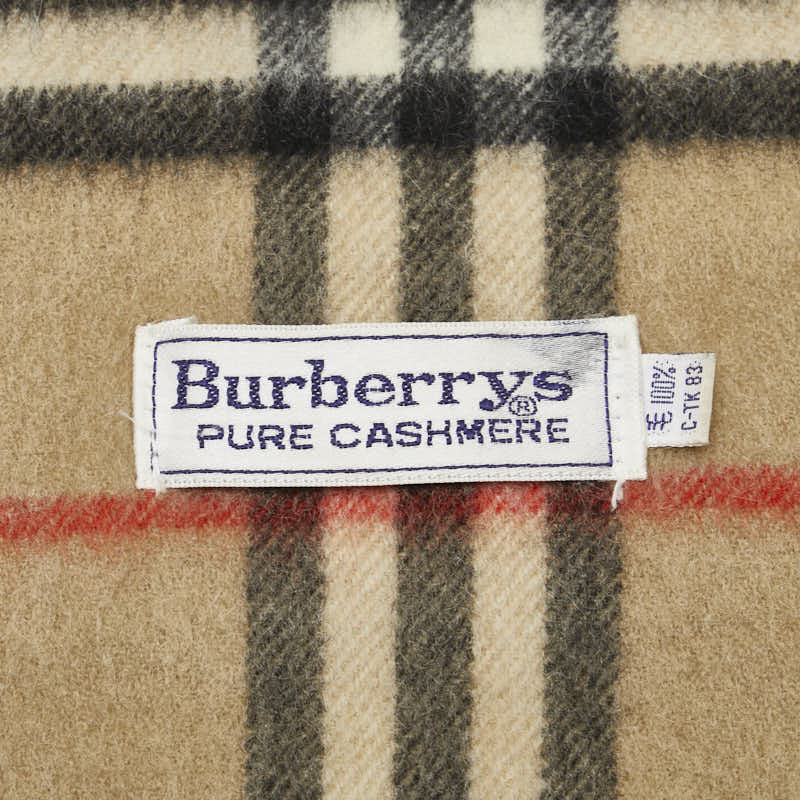 Burberrys®
PURE CASHMERE
毛 100%
C-TK 83